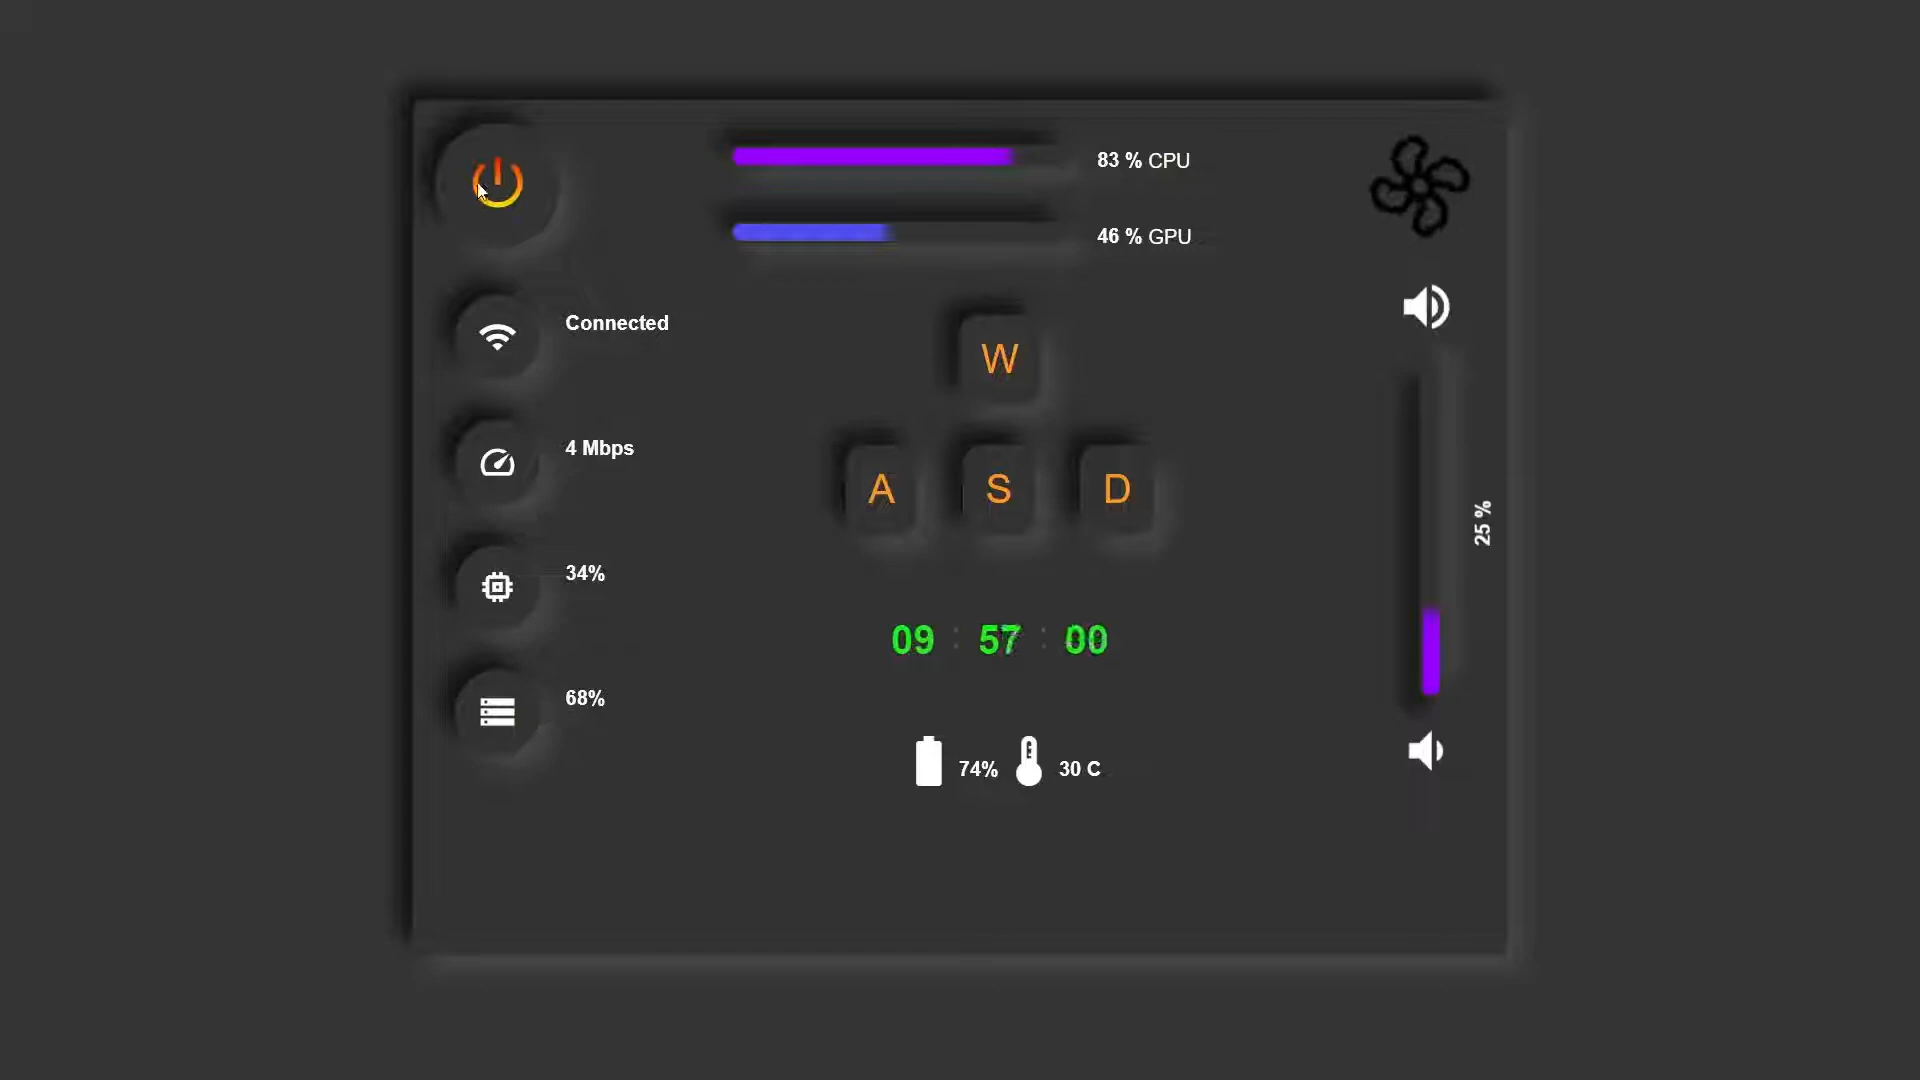 83 % CPU
46 % GPU
Connected
4 Mbps
34%
68%
W
A S D
09 : 57 : 00
74% 30 C
25 %